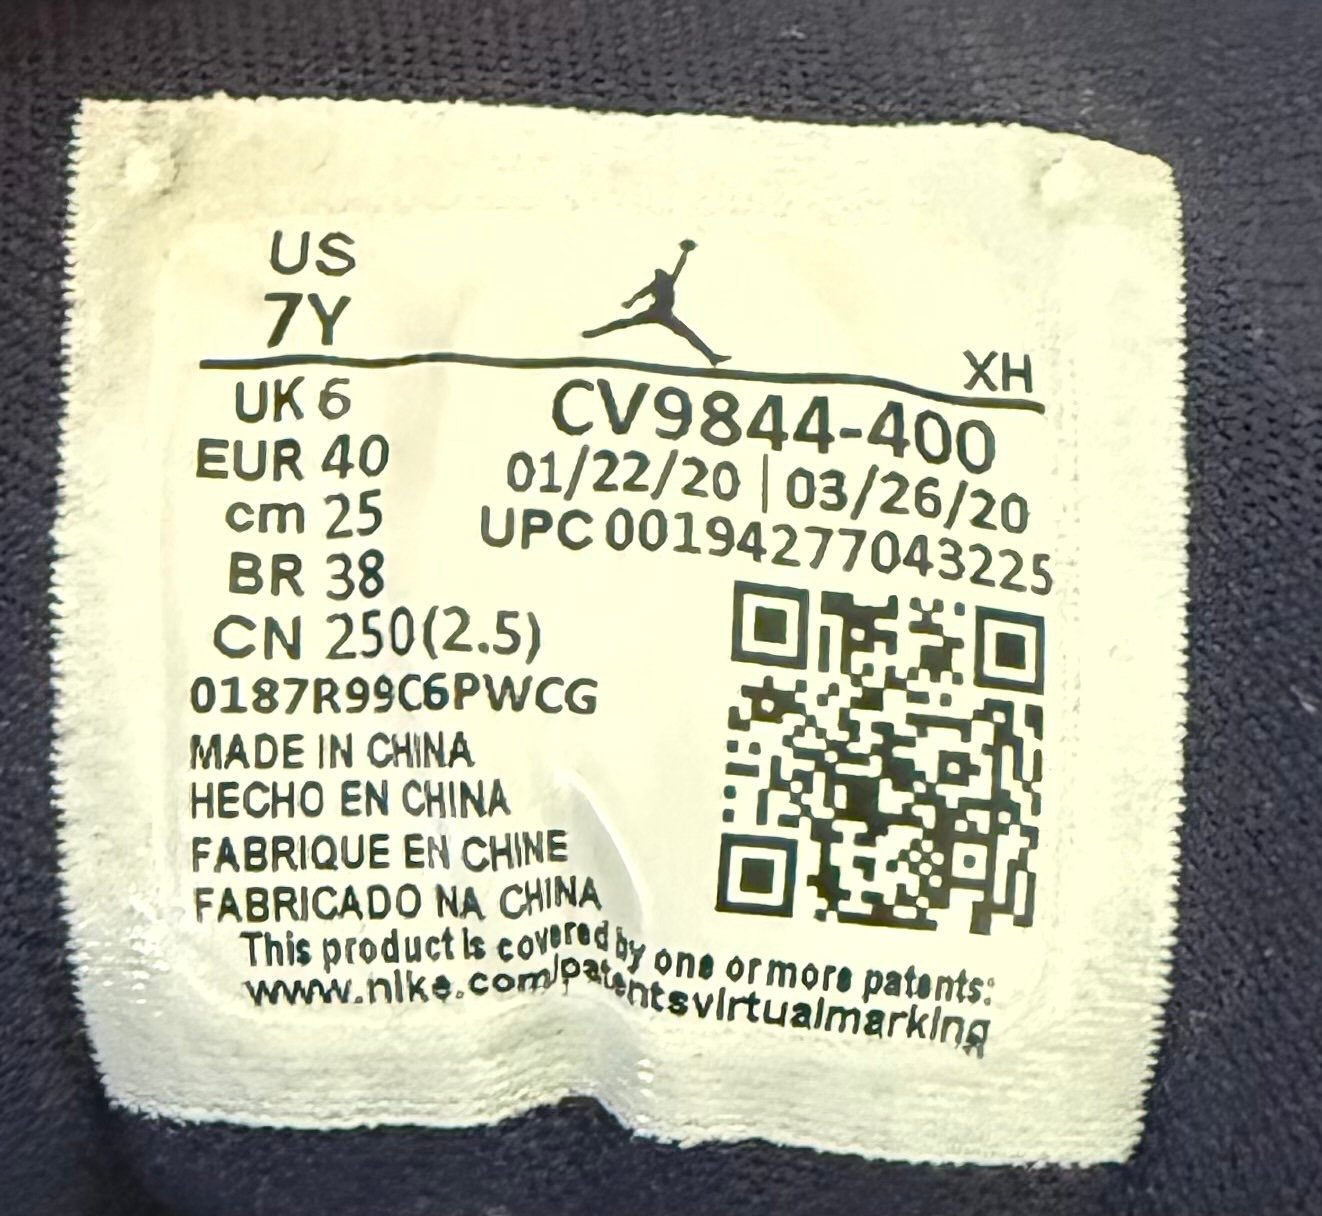 US
7Y
XH
UK 6
EUR 40
cm 25
BR 38
CN 250(2.5)
CV9844-400
01/22/20 | 03/26/20
UPC 00194277043225
0187R99C6PWCG
MADE IN CHINA
HECHO EN CHINA
FABRIQUE EN CHINE
FABRICADO NA CHINA
This product is covered by one or more patents:
www.nike.com/patentsvirtualmarking